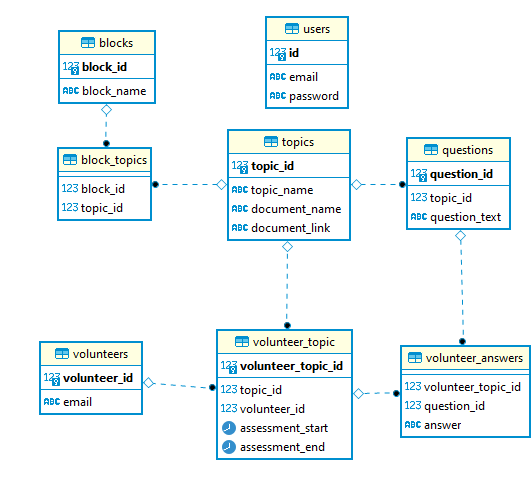 blocks
123 block_id
ABC block_name
users
123 id
ABC email
ABC password
block_topics
123 block_id
123 topic_id
topics
123 topic_id
ABC topic_name
ABC document_name
ABC document_link
questions
123 question_id
123 topic_id
ABC question_text
volunteers
123 volunteer_id
ABC email
volunteer_topic
123 volunteer_topic_id
123 topic_id
123 volunteer_id
assessment_start
assessment_end
volunteer_answers
123 volunteer_topic_id
123 question_id
ABC answer